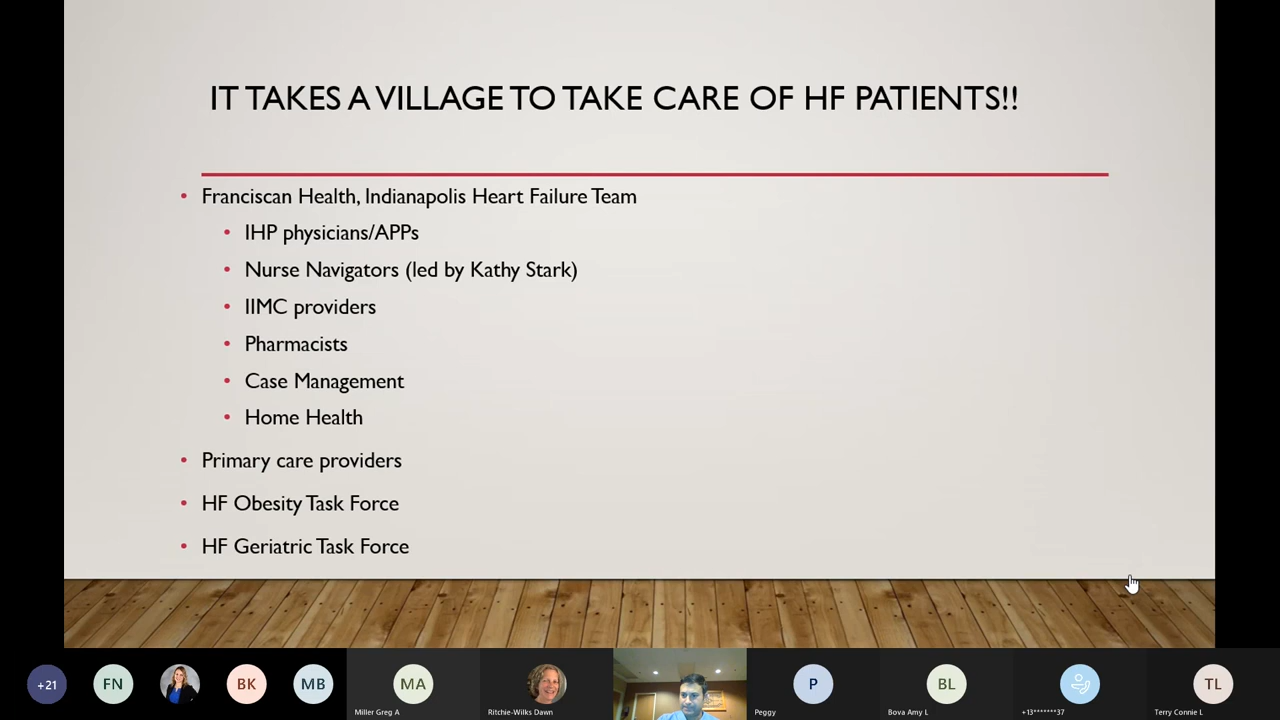 IT TAKES A VILLAGE TO TAKE CARE OF HF PATIENTS!!
• Franciscan Health, Indianapolis Heart Failure Team
• IHP physicians/APPs
• Nurse Navigators (led by Kathy Stark)
• IIMC providers
• Pharmacists
• Case Management
• Home Health
• Primary care providers
• HF Obesity Task Force
• HF Geriatric Task Force
+21
FN
BK
MB
MA
P
BL
TL
Miller Greg A
Ritchie-Wilks Dawn
Peggy
Bova Amy L
+13*******37
Terry Connie L